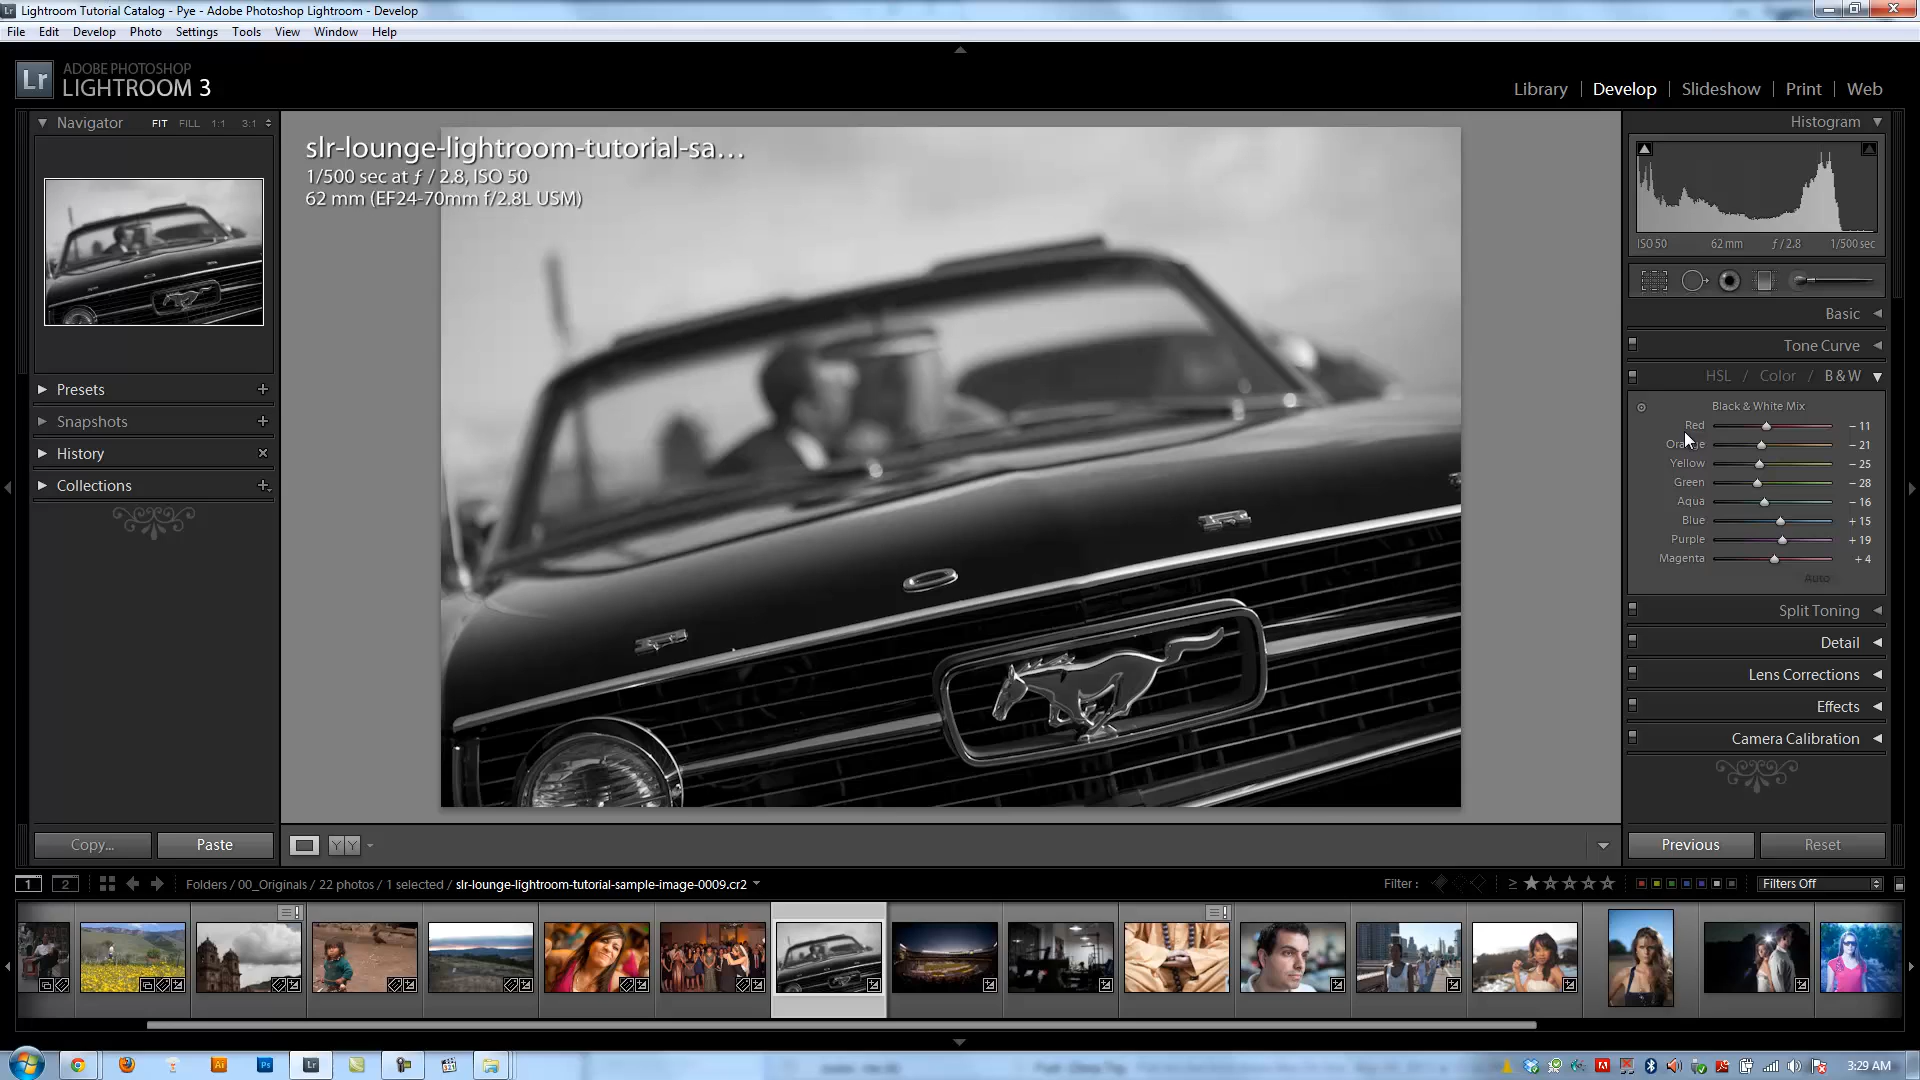 Lr Lightroom Tutorial Catalog - Pye - Adobe Photoshop Lightroom - Develop
File Edit Develop Photo Settings Tools View Window Help
Lr ADOBE PHOTOSHOP
LIGHTROOM 3
Library | Develop | Slideshow | Print | Web
Navigator FIT FILL 1:1 3:1
Presets
Snapshots
History
Collections
Copy... Paste
slr-lounge-lightroom-tutorial-sa...
1/500 sec at ƒ / 2.8, ISO 50
62 mm (EF24-70mm f/2.8L USM)
YY
Histogram
ISO 50 62 mm ƒ / 2.8 1/500 sec
Basic
Tone Curve
HSL / Color / B & W
Black & White Mix
Red - 11
Orange - 21
Yellow - 25
Green - 28
Aqua - 16
Blue + 15
Purple + 19
Magenta + 4
Auto
Split Toning
Detail
Lens Corrections
Effects
Camera Calibration
Previous Reset
1 2 Folders / 00_Originals / 22 photos / 1 selected / slr-lounge-lightroom-tutorial-sample-image-0009.cr2
Filter : ≥ Filters Off
Ai Ps Lr 3:29 AM